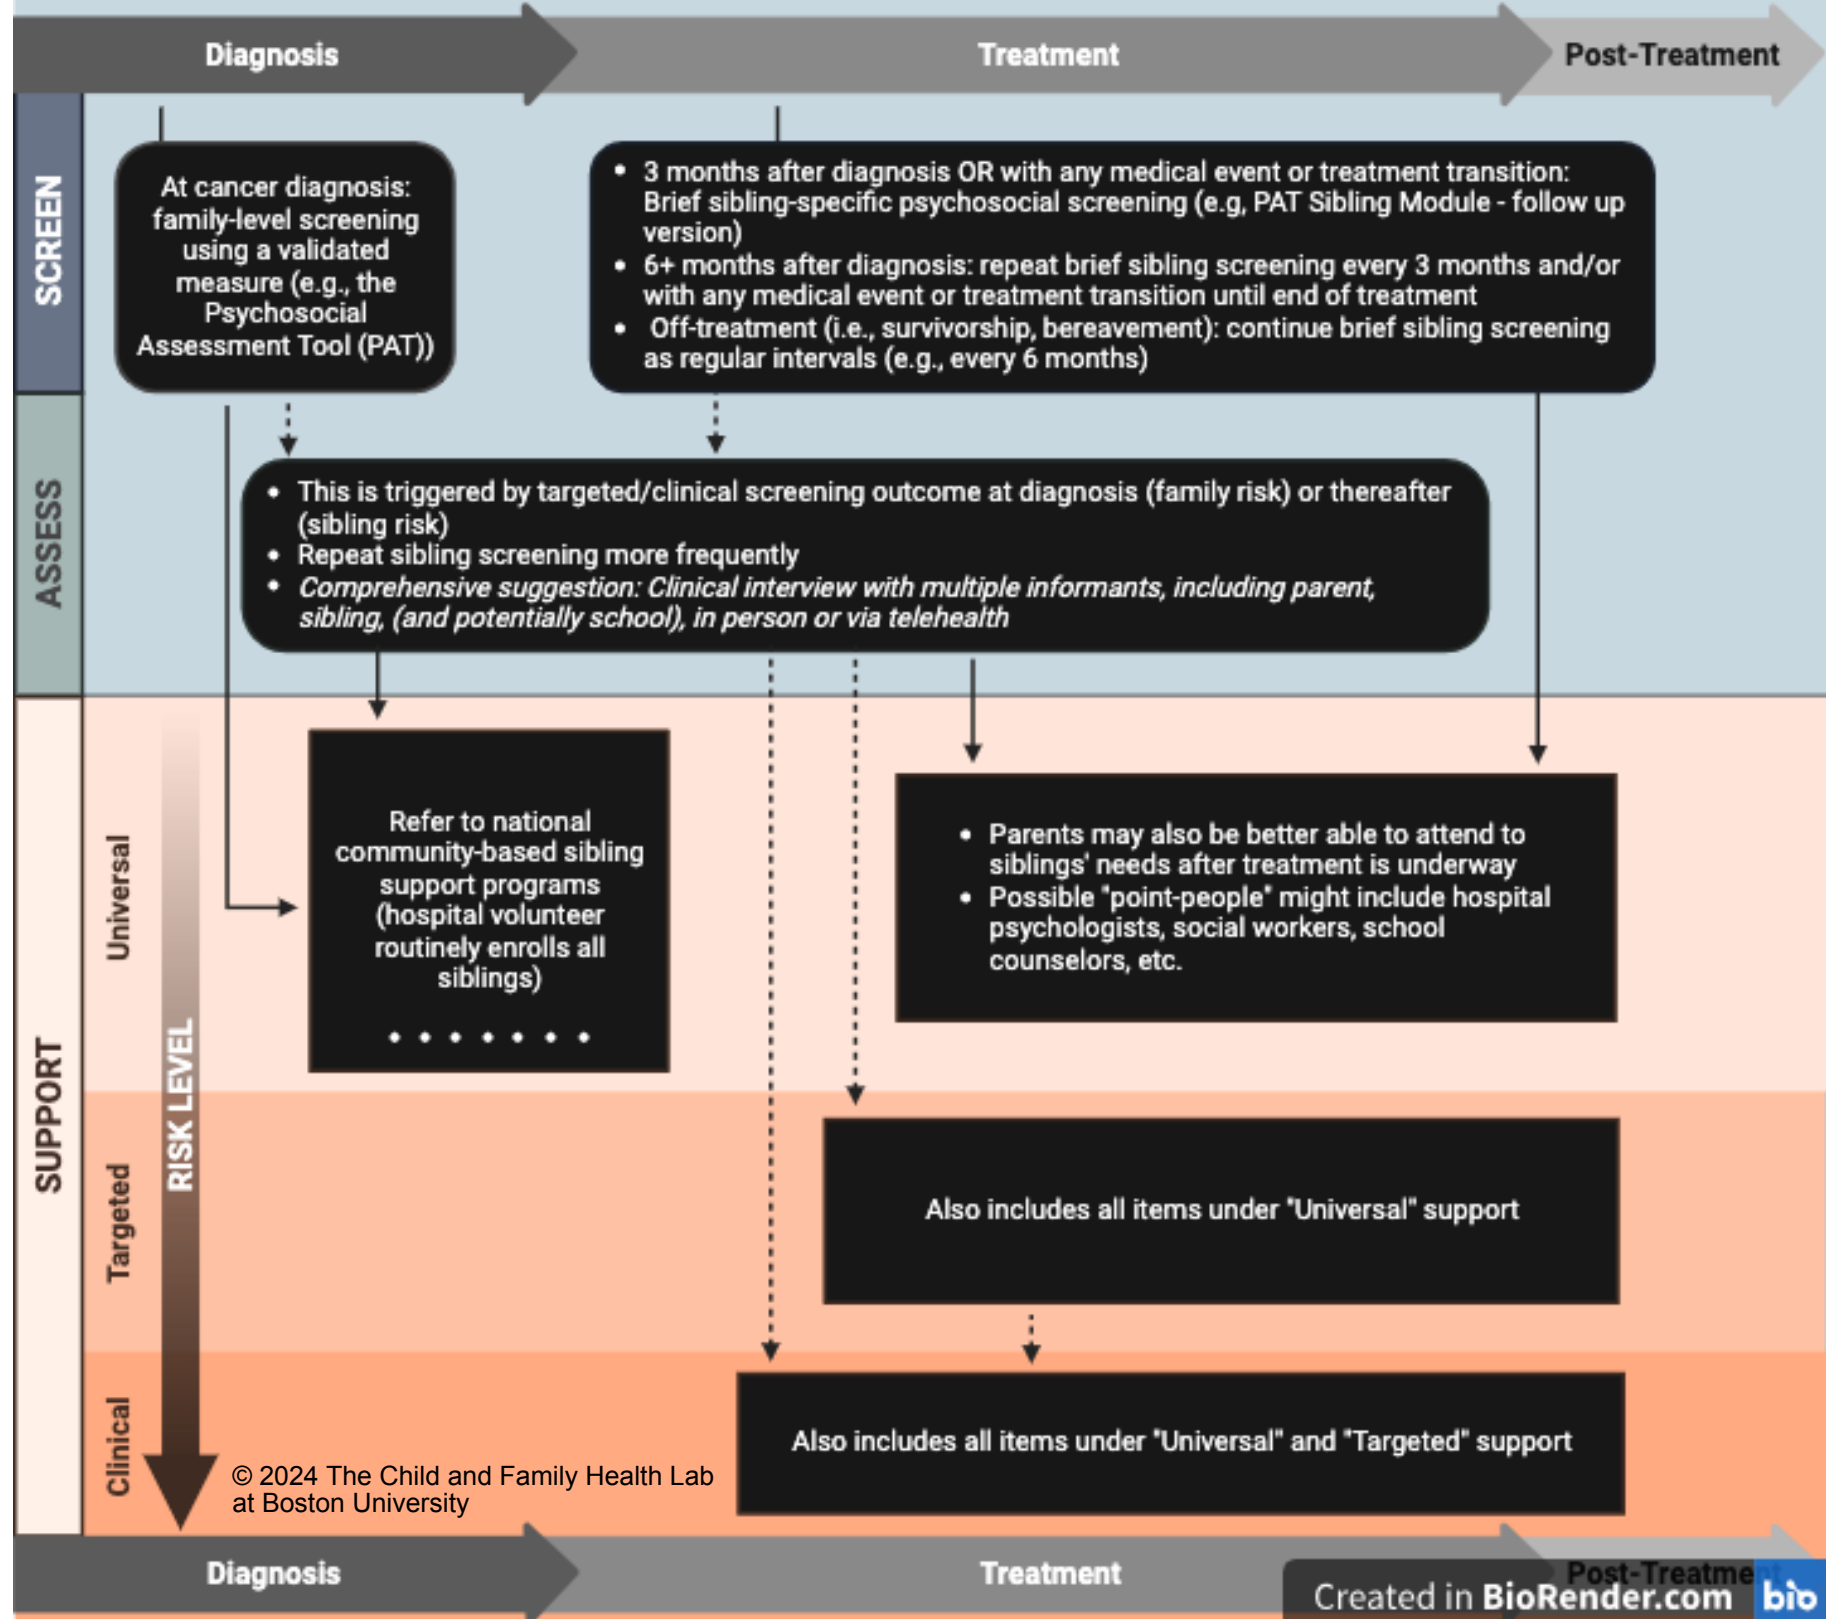 Diagnosis
Treatment
Post-Treatment
SCREEN
At cancer diagnosis:
family-level screening
using a validated
measure (e.g., the
Psychosocial
Assessment Tool (PAT))
• 3 months after diagnosis OR with any medical event or treatment transition:
Brief sibling-specific psychosocial screening (e.g, PAT Sibling Module - follow up
version)
• 6+ months after diagnosis: repeat brief sibling screening every 3 months and/or
with any medical event or treatment transition until end of treatment
• Off-treatment (i.e., survivorship, bereavement): continue brief sibling screening
as regular intervals (e.g., every 6 months)
ASSESS
• This is triggered by targeted/clinical screening outcome at diagnosis (family risk) or thereafter
(sibling risk)
• Repeat sibling screening more frequently
• Comprehensive suggestion: Clinical interview with multiple informants, including parent,
sibling, (and potentially school), in person or via telehealth
SUPPORT
RISK LEVEL
Universal
Refer to national
community-based sibling
support programs
(hospital volunteer
routinely enrolls all
siblings)
• • • • • • •
• Parents may also be better able to attend to
siblings' needs after treatment is underway
• Possible "point-people" might include hospital
psychologists, social workers, school
counselors, etc.
Targeted
Also includes all items under "Universal" support
Clinical
Also includes all items under "Universal" and "Targeted" support
© 2024 The Child and Family Health Lab
at Boston University
Diagnosis
Treatment
Post-Treatment
Created in BioRender.com bio